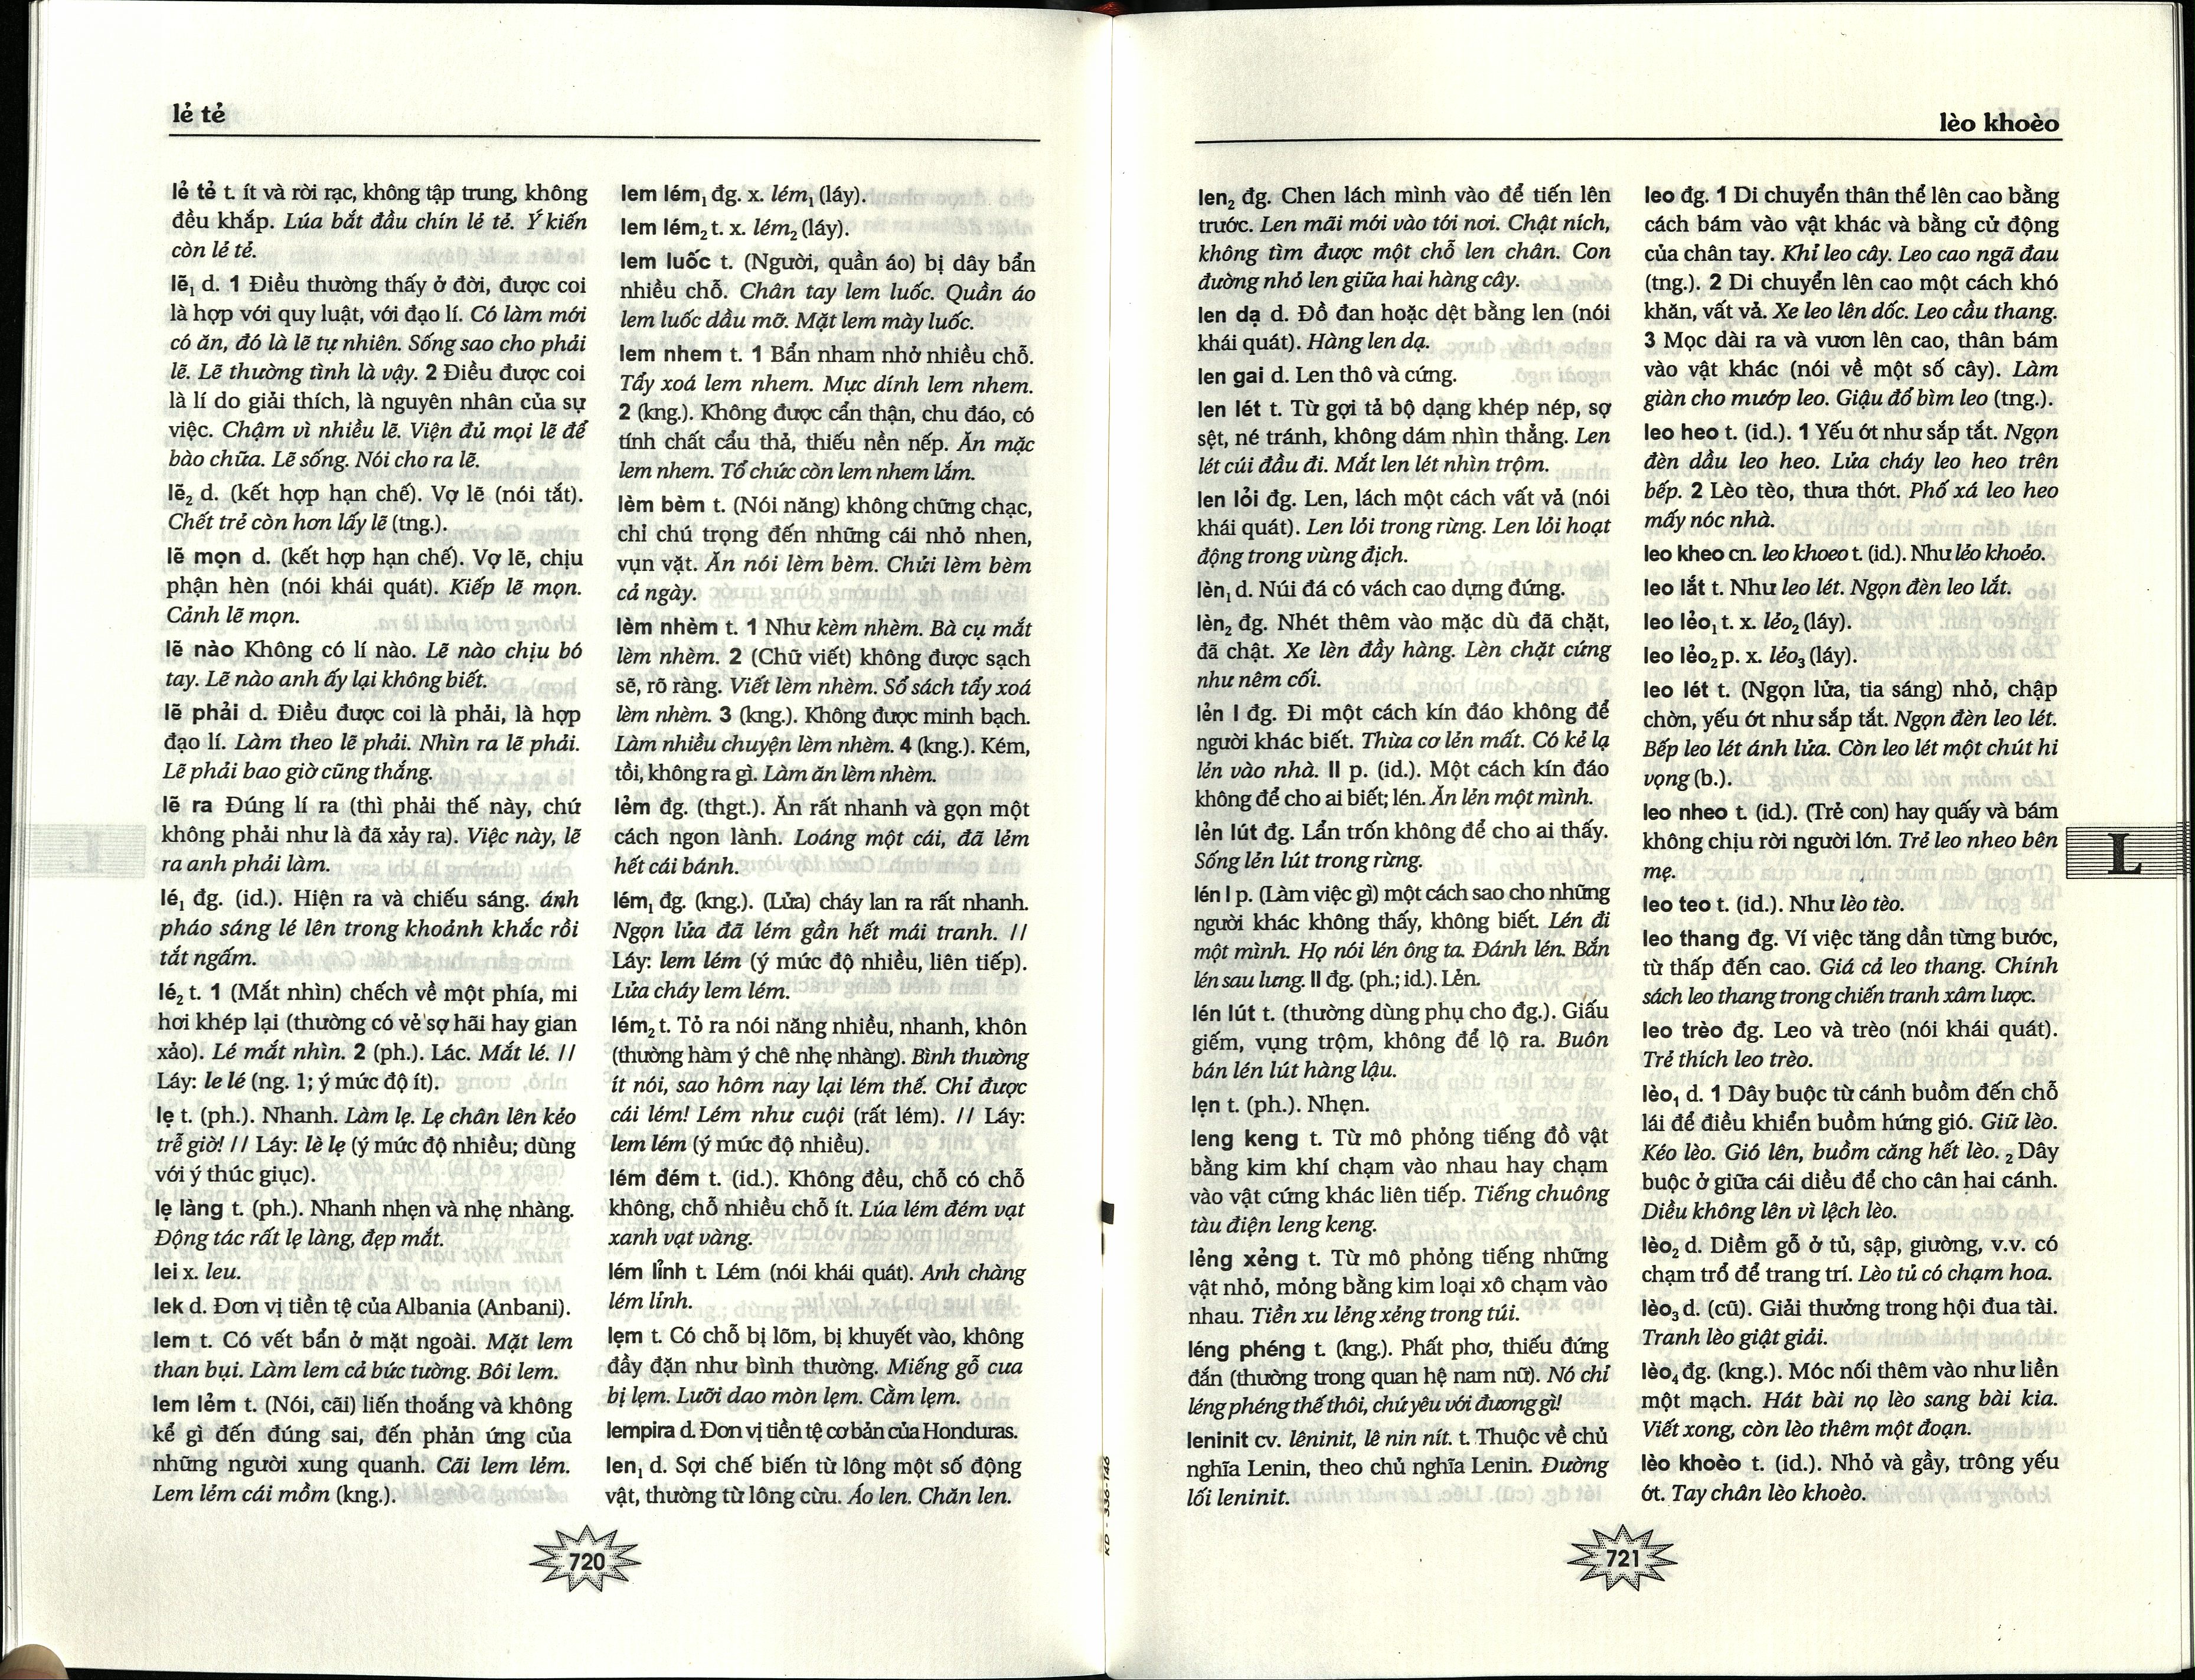 lẻ tẻ
lẻ tẻ t. ít và rời rạc, không tập trung, không
đều khắp. Lúa bắt đầu chín lẻ tẻ. Ý kiến
còn lẻ tẻ.
lẽ₁ d. 1 Điều thường thấy ở đời, được coi
là hợp với quy luật, với đạo lí. Có làm mới
có ăn, đó là lẽ tự nhiên. Sống sao cho phải
lẽ. Lẽ thường tình là vậy. 2 Điều được coi
là lí do giải thích, là nguyên nhân của sự
việc. Chậm vì nhiều lẽ. Viện đủ mọi lẽ để
bào chữa. Lẽ sống. Nói cho ra lẽ.
lẽ₂ d. (kết hợp hạn chế). Vợ lẽ (nói tắt).
Chết trẻ còn hơn lấy lẽ (tng.).
lẽ mọn d. (kết hợp hạn chế). Vợ lẽ, chịu
phận hèn (nói khái quát). Kiếp lẽ mọn.
Cảnh lẽ mọn.
lẽ nào Không có lí nào. Lẽ nào chịu bó
tay. Lẽ nào anh ấy lại không biết.
lẽ phải d. Điều được coi là phải, là hợp
đạo lí. Làm theo lẽ phải. Nhìn ra lẽ phải.
Lẽ phải bao giờ cũng thắng.
lẽ ra Đúng lí ra (thì phải thế này, chứ
không phải như là đã xảy ra). Việc này, lẽ
ra anh phải làm.
lé₁ đg. (id.). Hiện ra và chiếu sáng. ánh
pháo sáng lé lên trong khoảnh khắc rồi
tắt ngấm.
lé₂ t. 1 (Mắt nhìn) chếch về một phía, mi
hơi khép lại (thường có vẻ sợ hãi hay gian
xảo). Lé mắt nhìn. 2 (ph.). Lác. Mắt lé. //
Láy: le lé (ng. 1; ý mức độ ít).
lẹ t. (ph.). Nhanh. Làm lẹ. Lẹ chân lên kẻo
trễ giờ! // Láy: lè lẹ (ý mức độ nhiều; dùng
với ý thúc giục).
lẹ làng t. (ph.). Nhanh nhẹn và nhẹ nhàng.
Động tác rất lẹ làng, đẹp mắt.
lei x. leu.
lek d. Đơn vị tiền tệ của Albania (Anbani).
lem t. Có vết bẩn ở mặt ngoài. Mặt lem
than bụi. Làm lem cả bức tường. Bôi lem.
lem lẻm t. (Nói, cãi) liến thoắng và không
kể gì đến đúng sai, đến phản ứng của
những người xung quanh. Cãi lem lẻm.
Lem lẻm cái mồm (kng.).
lem lém₁ đg. x. lém₁ (láy).
lem lém₂ t. x. lém₂ (láy).
lem luốc t. (Người, quần áo) bị dây bẩn
nhiều chỗ. Chân tay lem luốc. Quần áo
lem luốc dầu mỡ. Mặt lem mày luốc.
lem nhem t. 1 Bẩn nham nhở nhiều chỗ.
Tẩy xoá lem nhem. Mực dính lem nhem.
2 (kng.). Không được cẩn thận, chu đáo, có
tính chất cẩu thả, thiếu nền nếp. Ăn mặc
lem nhem. Tổ chức còn lem nhem lắm.
lèm bèm t. (Nói năng) không chững chạc,
chỉ chú trọng đến những cái nhỏ nhen,
vụn vặt. Ăn nói lèm bèm. Chửi lèm bèm
cả ngày.
lèm nhèm t. 1 Như kèm nhèm. Bà cụ mắt
lèm nhèm. 2 (Chữ viết) không được sạch
sẽ, rõ ràng. Viết lèm nhèm. Sổ sách tẩy xoá
lèm nhèm. 3 (kng.). Không được minh bạch.
Làm nhiều chuyện lèm nhèm. 4 (kng.). Kém,
tồi, không ra gì. Làm ăn lèm nhèm.
lẻm đg. (thgt.). Ăn rất nhanh và gọn một
cách ngon lành. Loáng một cái, đã lẻm
hết cái bánh.
lém₁ đg. (kng.). (Lửa) cháy lan ra rất nhanh.
Ngọn lửa đã lém gần hết mái tranh. //
Láy: lem lém (ý mức độ nhiều, liên tiếp).
Lửa cháy lem lém.
lém₂ t. Tỏ ra nói năng nhiều, nhanh, khôn
(thường hàm ý chê nhẹ nhàng). Bình thường
ít nói, sao hôm nay lại lém thế. Chỉ được
cái lém! Lém như cuội (rất lém). // Láy:
lem lém (ý mức độ nhiều).
lém đém t. (id.). Không đều, chỗ có chỗ
không, chỗ nhiều chỗ ít. Lúa lém đém vạt
xanh vạt vàng.
lém lỉnh t. Lém (nói khái quát). Anh chàng
lém lỉnh.
lẹm t. Có chỗ bị lõm, bị khuyết vào, không
đầy đặn như bình thường. Miếng gỗ cưa
bị lẹm. Lưỡi dao mòn lẹm. Cằm lẹm.
lempira d. Đơn vị tiền tệ cơ bản của Honduras.
len₁ d. Sợi chế biến từ lông một số động
vật, thường từ lông cừu. Áo len. Chăn len.
720
KD - 336-146
lèo khoèo
len₂ đg. Chen lách mình vào để tiến lên
trước. Len mãi mới vào tới nơi. Chật ních,
không tìm được một chỗ len chân. Con
đường nhỏ len giữa hai hàng cây.
len dạ d. Đồ đan hoặc dệt bằng len (nói
khái quát). Hàng len dạ.
len gai d. Len thô và cứng.
len lét t. Từ gợi tả bộ dạng khép nép, sợ
sệt, né tránh, không dám nhìn thẳng. Len
lét cúi đầu đi. Mắt len lét nhìn trộm.
len lỏi đg. Len, lách một cách vất vả (nói
khái quát). Len lỏi trong rừng. Len lỏi hoạt
động trong vùng địch.
lèn₁ d. Núi đá có vách cao dựng đứng.
lèn₂ đg. Nhét thêm vào mặc dù đã chặt,
đã chật. Xe lèn đầy hàng. Lèn chặt cứng
như nêm cối.
lẻn I đg. Đi một cách kín đáo không để
người khác biết. Thừa cơ lẻn mất. Có kẻ lạ
lẻn vào nhà. II p. (id.). Một cách kín đáo
không để cho ai biết; lén. Ăn lẻn một mình.
lẻn lút đg. Lẩn trốn không để cho ai thấy.
Sống lẻn lút trong rừng.
lén I p. (Làm việc gì) một cách sao cho những
người khác không thấy, không biết. Lén đi
một mình. Họ nói lén ông ta. Đánh lén. Bắn
lén sau lưng. II đg. (ph.; id.). Lẻn.
lén lút t. (thường dùng phụ cho đg.). Giấu
giếm, vụng trộm, không để lộ ra. Buôn
bán lén lút hàng lậu.
lẹn t. (ph.). Nhẹn.
leng keng t. Từ mô phỏng tiếng đồ vật
bằng kim khí chạm vào nhau hay chạm
vào vật cứng khác liên tiếp. Tiếng chuông
tàu điện leng keng.
lẻng xẻng t. Từ mô phỏng tiếng những
vật nhỏ, mỏng bằng kim loại xô chạm vào
nhau. Tiền xu lẻng xẻng trong túi.
léng phéng t. (kng.). Phất phơ, thiếu đứng
đắn (thường trong quan hệ nam nữ). Nó chỉ
léng phéng thế thôi, chứ yêu với đương gì!
leninit cv. lêninit, lê nin nít. t. Thuộc về chủ
nghĩa Lenin, theo chủ nghĩa Lenin. Đường
lối leninit.
leo đg. 1 Di chuyển thân thể lên cao bằng
cách bám vào vật khác và bằng cử động
của chân tay. Khỉ leo cây. Leo cao ngã đau
(tng.). 2 Di chuyển lên cao một cách khó
khăn, vất vả. Xe leo lên dốc. Leo cầu thang.
3 Mọc dài ra và vươn lên cao, thân bám
vào vật khác (nói về một số cây). Làm
giàn cho mướp leo. Giậu đổ bìm leo (tng.).
leo heo t. (id.). 1 Yếu ớt như sắp tắt. Ngọn
đèn dầu leo heo. Lửa cháy leo heo trên
bếp. 2 Lèo tèo, thưa thớt. Phố xá leo heo
mấy nóc nhà.
leo kheo cn. leo khoeo t. (id.). Như lẻo khoẻo.
leo lắt t. Như leo lét. Ngọn đèn leo lắt.
leo lẻo₁ t. x. lẻo₂ (láy).
leo lẻo₂ p. x. lẻo₃ (láy).
leo lét t. (Ngọn lửa, tia sáng) nhỏ, chập
chờn, yếu ớt như sắp tắt. Ngọn đèn leo lét.
Bếp leo lét ánh lửa. Còn leo lét một chút hi
vọng (b.).
leo nheo t. (id.). (Trẻ con) hay quấy và bám
không chịu rời người lớn. Trẻ leo nheo bên
mẹ.
leo teo t. (id.). Như lèo tèo.
leo thang đg. Ví việc tăng dần từng bước,
từ thấp đến cao. Giá cả leo thang. Chính
sách leo thang trong chiến tranh xâm lược.
leo trèo đg. Leo và trèo (nói khái quát).
Trẻ thích leo trèo.
lèo₁ d. 1 Dây buộc từ cánh buồm đến chỗ
lái để điều khiển buồm hứng gió. Giữ lèo.
Kéo lèo. Gió lên, buồm căng hết lèo. ₂ Dây
buộc ở giữa cái diều để cho cân hai cánh.
Diều không lên vì lệch lèo.
lèo₂ d. Diềm gỗ ở tủ, sập, giường, v.v. có
chạm trổ để trang trí. Lèo tủ có chạm hoa.
lèo₃ d. (cũ). Giải thưởng trong hội đua tài.
Tranh lèo giật giải.
lèo₄ đg. (kng.). Móc nối thêm vào như liền
một mạch. Hát bài nọ lèo sang bài kia.
Viết xong, còn lèo thêm một đoạn.
lèo khoèo t. (id.). Nhỏ và gầy, trông yếu
ớt. Tay chân lèo khoèo.
L
721